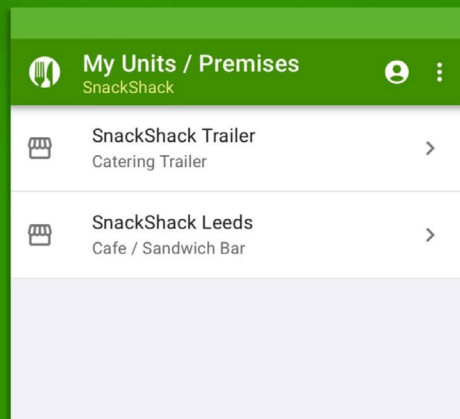 My Units / Premises
SnackShack
SnackShack Trailer
Catering Trailer
SnackShack Leeds
Cafe / Sandwich Bar